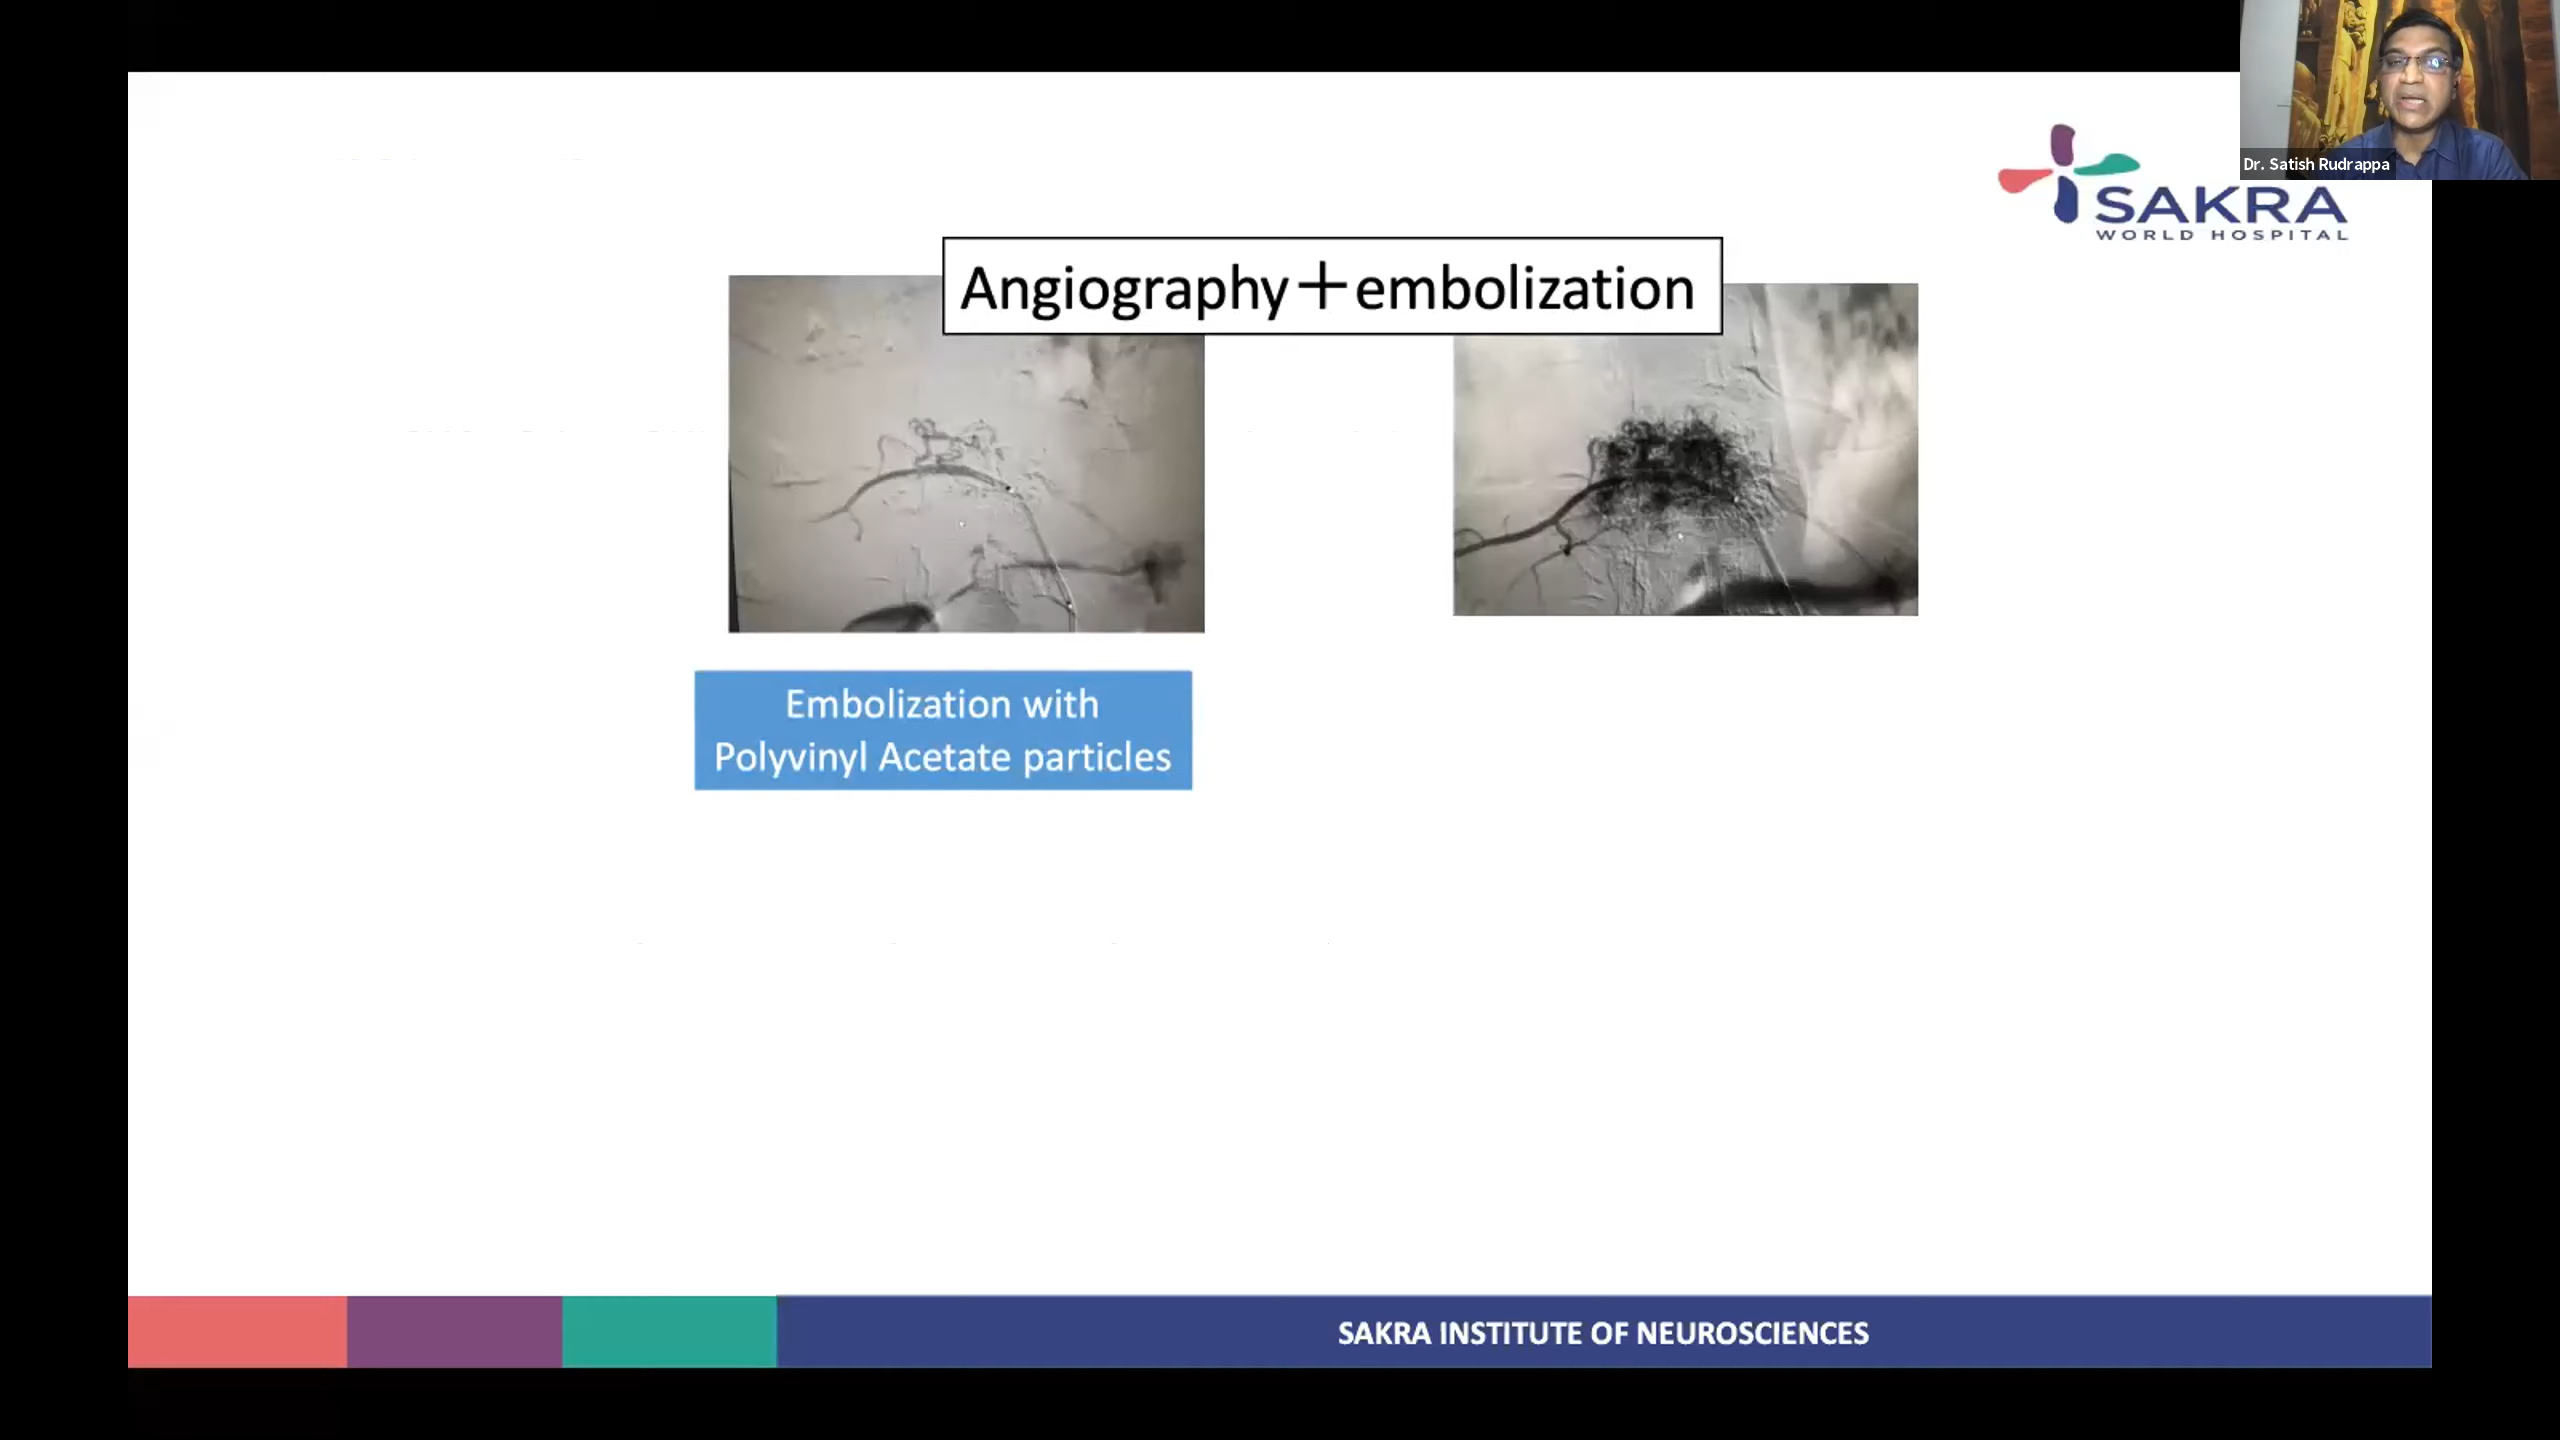 Dr. Satish Rudrappa
SAKRA
WORLD HOSPITAL
Angiography+embolization
Embolization with
Polyvinyl Acetate particles
SAKRA INSTITUTE OF NEUROSCIENCES